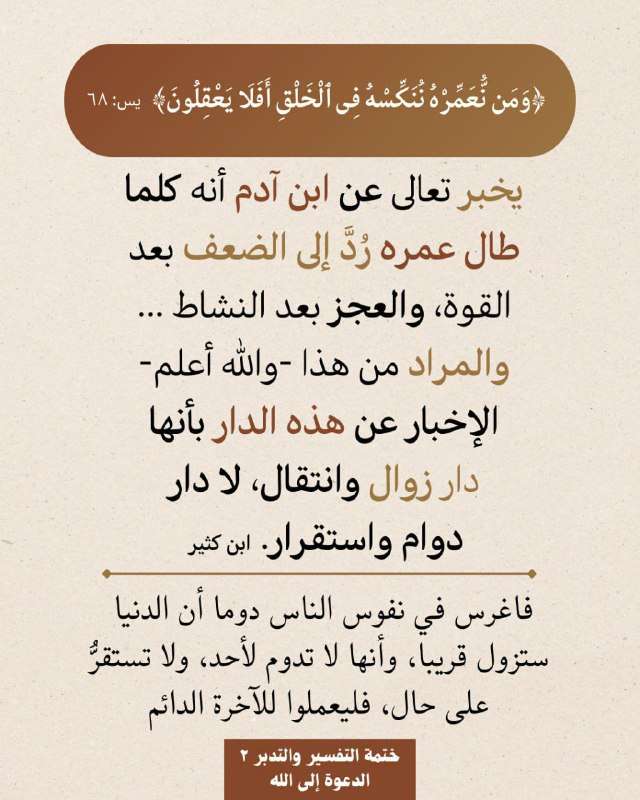 ﴿وَمَن نُّعَمِّرْهُ نُنَكِّسْهُ فِى ٱلْخَلْقِ أَفَلَا يَعْقِلُونَ﴾ يس: ٦٨
يخبر تعالى عن ابن آدم أنه كلما
طال عمره رُدَّ إلى الضعف بعد
القوة، والعجز بعد النشاط ...
والمراد من هذا -والله أعلم-
الإخبار عن هذه الدار بأنها
دار زوال وانتقال، لا دار
دوام واستقرار. ابن كثير
فاغرس في نفوس الناس دوما أن الدنيا
ستزول قريبا، وأنها لا تدوم لأحد، ولا تستقرُّ
على حال، فليعملوا للآخرة الدائم
ختمة التفسير والتدبر ٢
الدعوة إلى الله